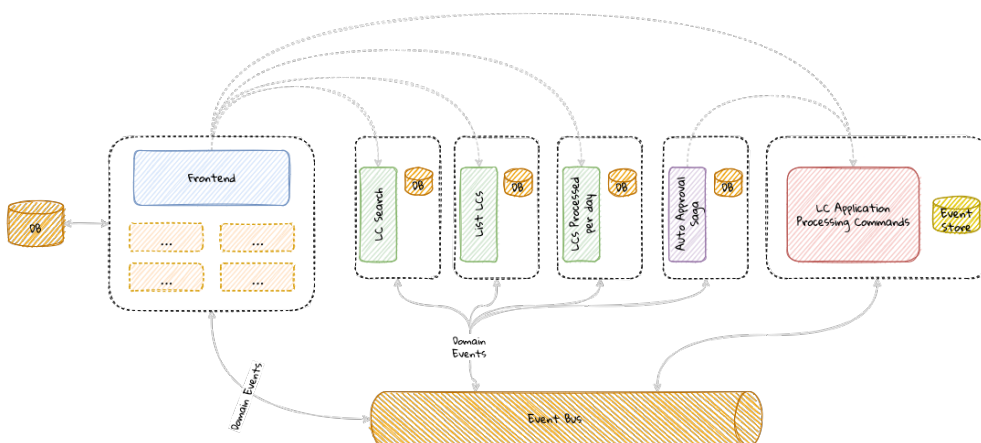 Frontend
DB
...
...
...
...
LC Search
DB
List LCs
DB
LCs Processed
per day
DB
Auto Approval
Saga
DB
LC Application
Processing Commands
Event
Store
Domain
Events
Domain Events
Event Bus